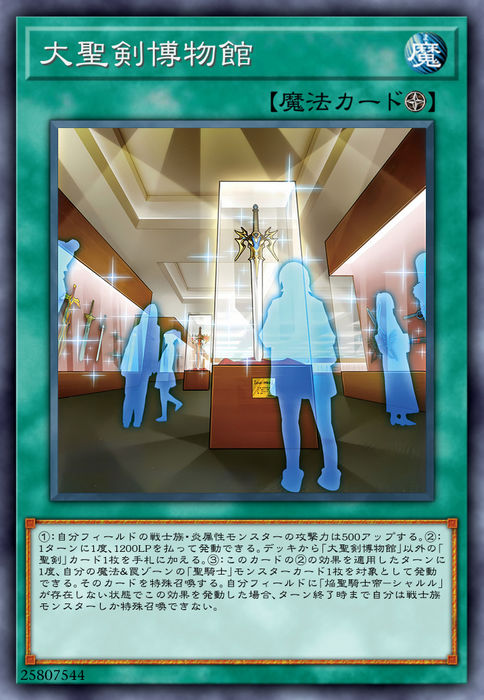 大聖剣博物館
魔
【魔法カード】
①:自分フィールドの戦士族・炎属性モンスターの攻撃力は500アップする。②:
1ターンに1度、1200LPを払って発動できる。デッキから「大聖剣博物館」以外の「
聖剣」カード1枚を手札に加える。③:このカードの②の効果を適用したターンに
1度、自分の魔法&罠ゾーンの「聖騎士」モンスターカード1枚を対象として発動
できる。そのカードを特殊召喚する。自分フィールドに「焔聖騎士帝-シャルル」
が存在しない状態でこの効果を発動した場合、ターン終了時まで自分は戦士族
モンスターしか特殊召喚できない。
25807544